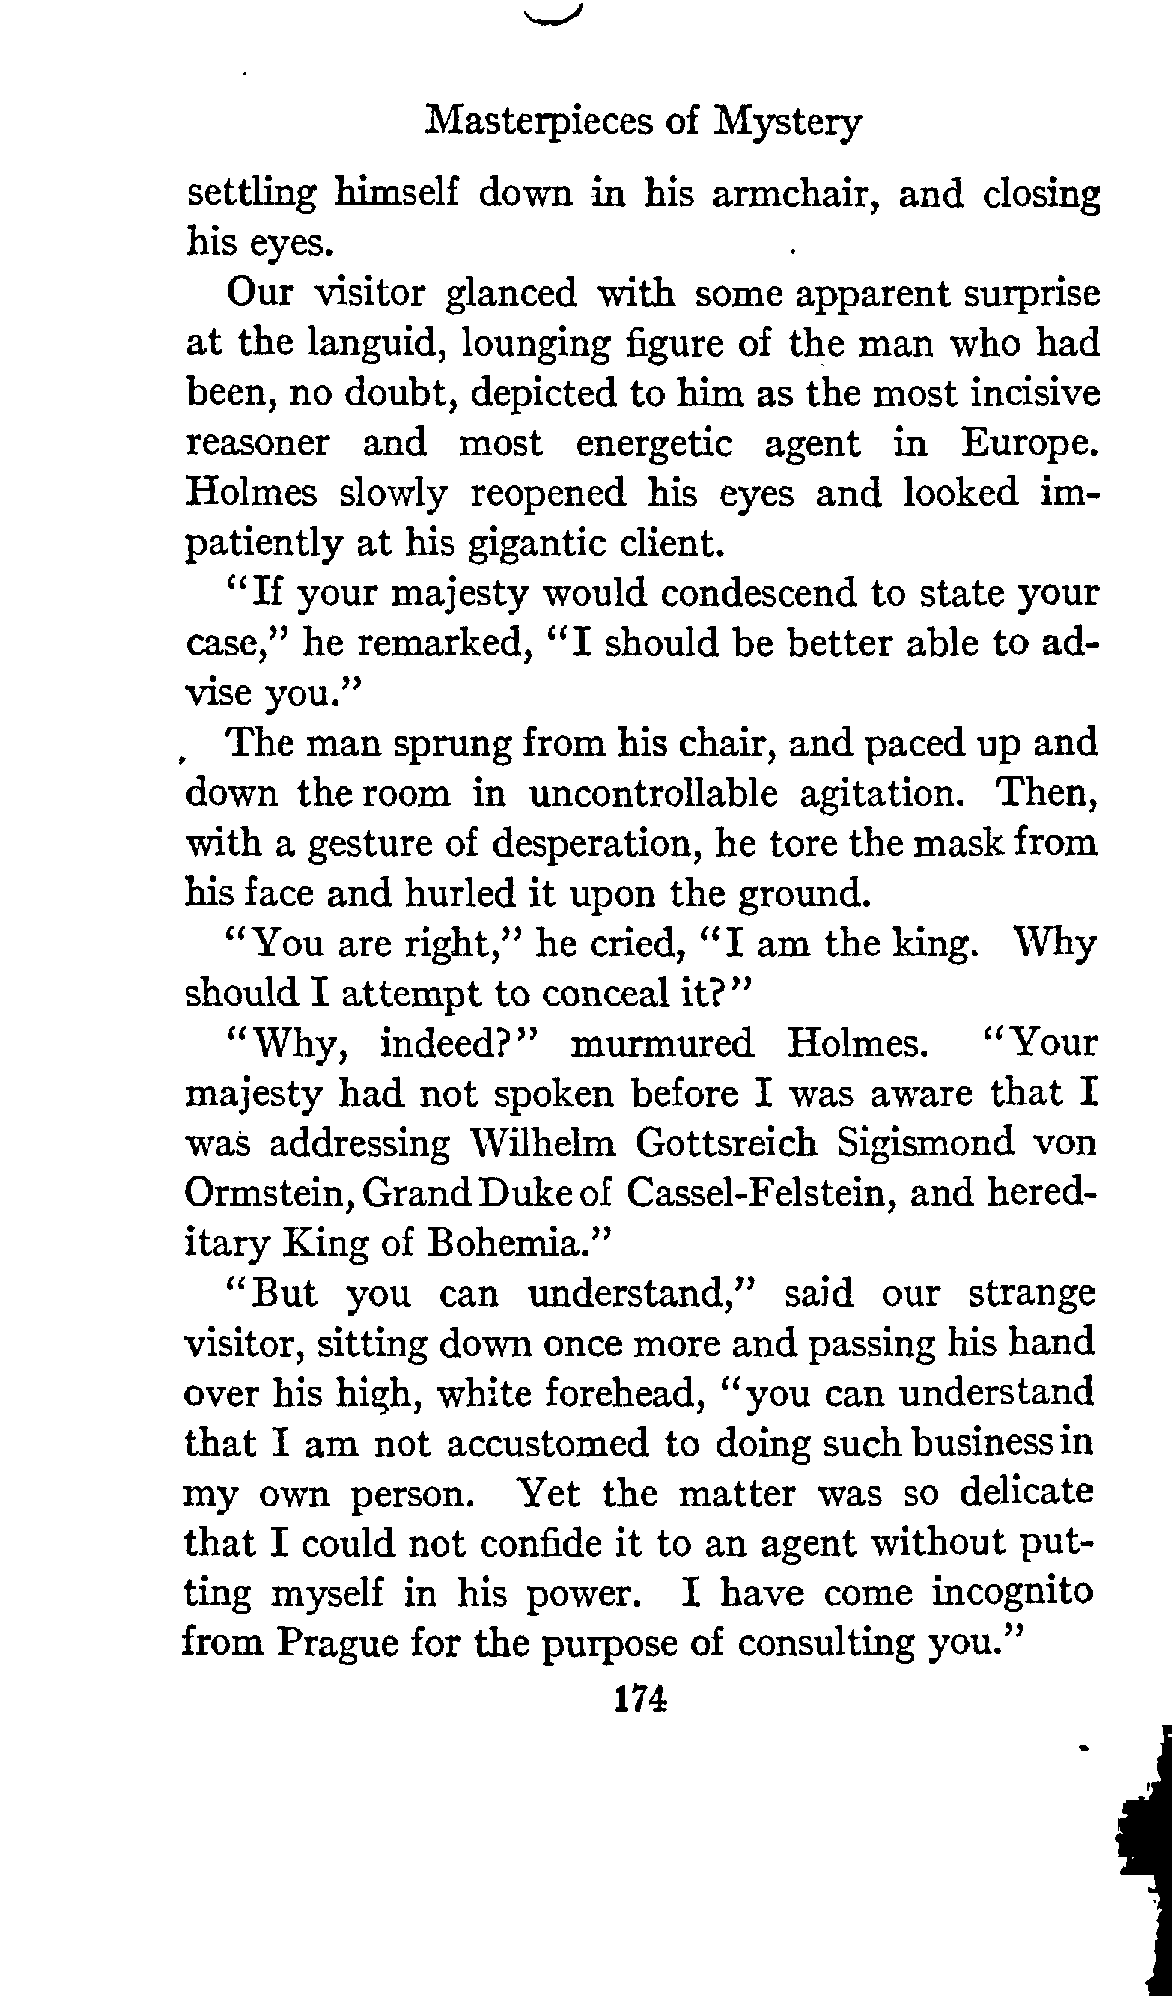 Masterpieces of Mystery
settling himself down in his armchair, and closing
his eyes.
Our visitor glanced with some apparent surprise
at the languid, lounging figure of the man who had
been, no doubt, depicted to him as the most incisive
reasoner and most energetic agent in Europe.
Holmes slowly reopened his eyes and looked im-
patiently at his gigantic client.
“If your majesty would condescend to state your
case,” he remarked, “I should be better able to ad-
vise you.”
The man sprung from his chair, and paced up and
down the room in uncontrollable agitation. Then,
with a gesture of desperation, he tore the mask from
his face and hurled it upon the ground.
“You are right,” he cried, “I am the king. Why
should I attempt to conceal it?”
“Why, indeed?” murmured Holmes. “Your
majesty had not spoken before I was aware that I
was addressing Wilhelm Gottsreich Sigismond von
Ormstein, Grand Duke of Cassel-Felstein, and hered-
itary King of Bohemia.”
“But you can understand,” said our strange
visitor, sitting down once more and passing his hand
over his high, white forehead, “you can understand
that I am not accustomed to doing such business in
my own person. Yet the matter was so delicate
that I could not confide it to an agent without put-
ting myself in his power. I have come incognito
from Prague for the purpose of consulting you.”
174